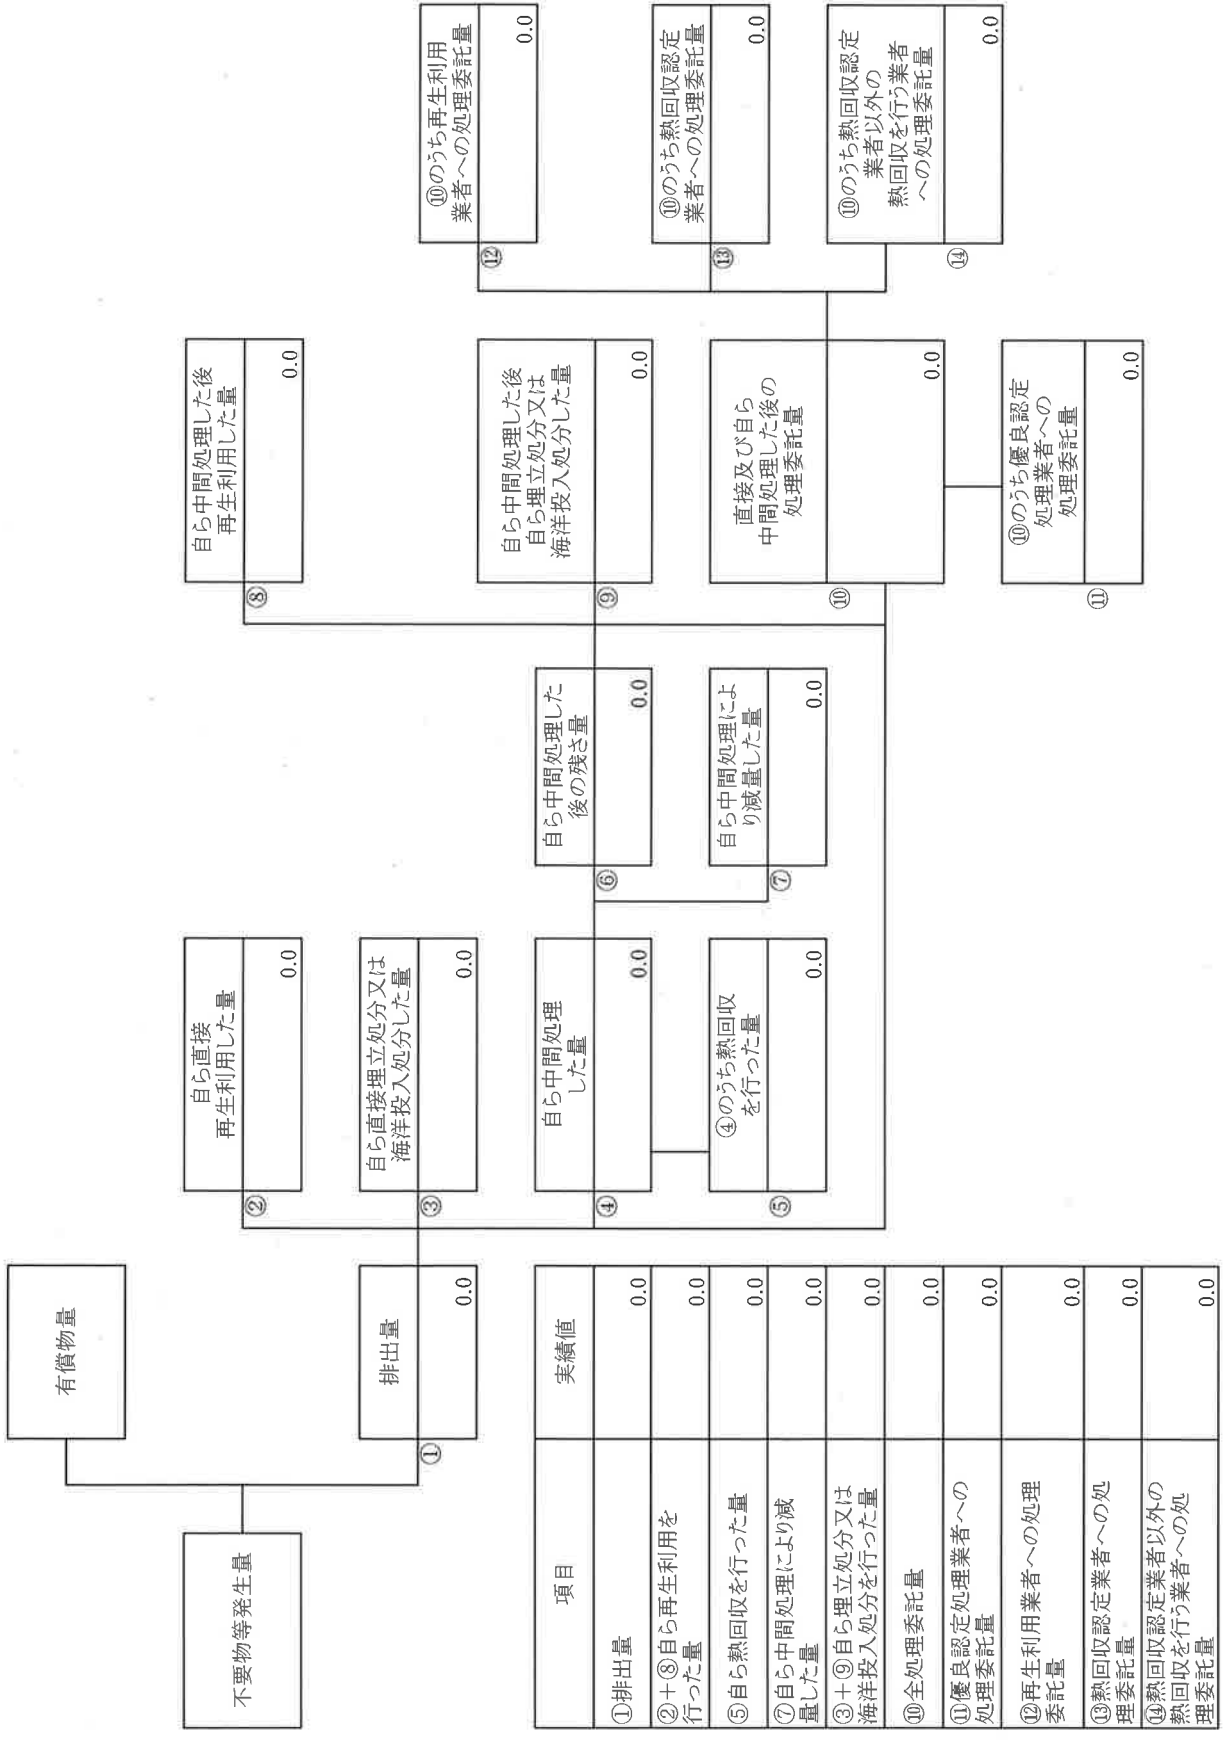 不要物等発生量
有償物量
排出量
①
0.0
自ら直接
再生利用した量
②
0.0
自ら直接埋立処分又は
海洋投入処分した量
③
0.0
自ら中間処理
した量
④
0.0
④のうち熱回収
を行った量
⑤
0.0
自ら中間処理した
後の残さ量
⑥
0.0
自ら中間処理によ
り減量した量
⑦
0.0
自ら中間処理した後
再生利用した量
⑧
0.0
自ら中間処理した後
自ら埋立処分又は
海洋投入処分した量
⑨
0.0
直接及び自ら
中間処理した後の
処理委託量
⑩
0.0
⑩のうち優良認定
処理業者への
処理委託量
⑪
0.0
⑩のうち再生利用
業者への処理委託量
⑫
0.0
⑩のうち熱回収認定
業者への処理委託量
⑬
0.0
⑩のうち熱回収認定
業者以外の
熱回収を行う業者
への処理委託量
⑭
0.0
項目 実績値
①排出量 0.0
②+⑧自ら再生利用を
行った量 0.0
⑤自ら熱回収を行った量 0.0
⑦自ら中間処理により減
量した量 0.0
③+⑨自ら埋立処分又は
海洋投入処分を行った量 0.0
⑩全処理委託量 0.0
⑪優良認定処理業者への
処理委託量 0.0
⑫再生利用業者への処理
委託量 0.0
⑬熱回収認定業者への処
理委託量 0.0
⑭熱回収認定業者以外の
熱回収を行う業者への処
理委託量 0.0